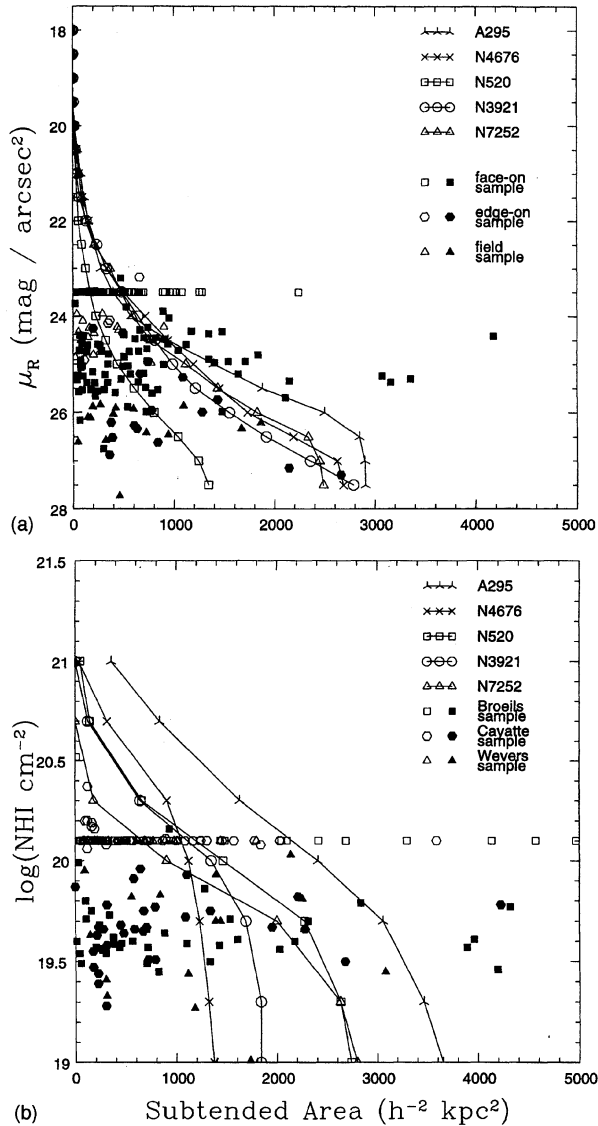 18
20
22
24
26
28
μR (mag / arcsec²)
A295
N4676
N520
N3921
N7252
face-on
sample
edge-on
sample
field
sample
(a)
0 1000 2000 3000 4000 5000
21.5
21
20.5
20
19.5
19
log(NHI cm⁻²)
A295
N4676
N520
N3921
N7252
Broeils
sample
Cayatte
sample
Wevers
sample
0 1000 2000 3000 4000 5000
(b) Subtended Area (h⁻² kpc²)